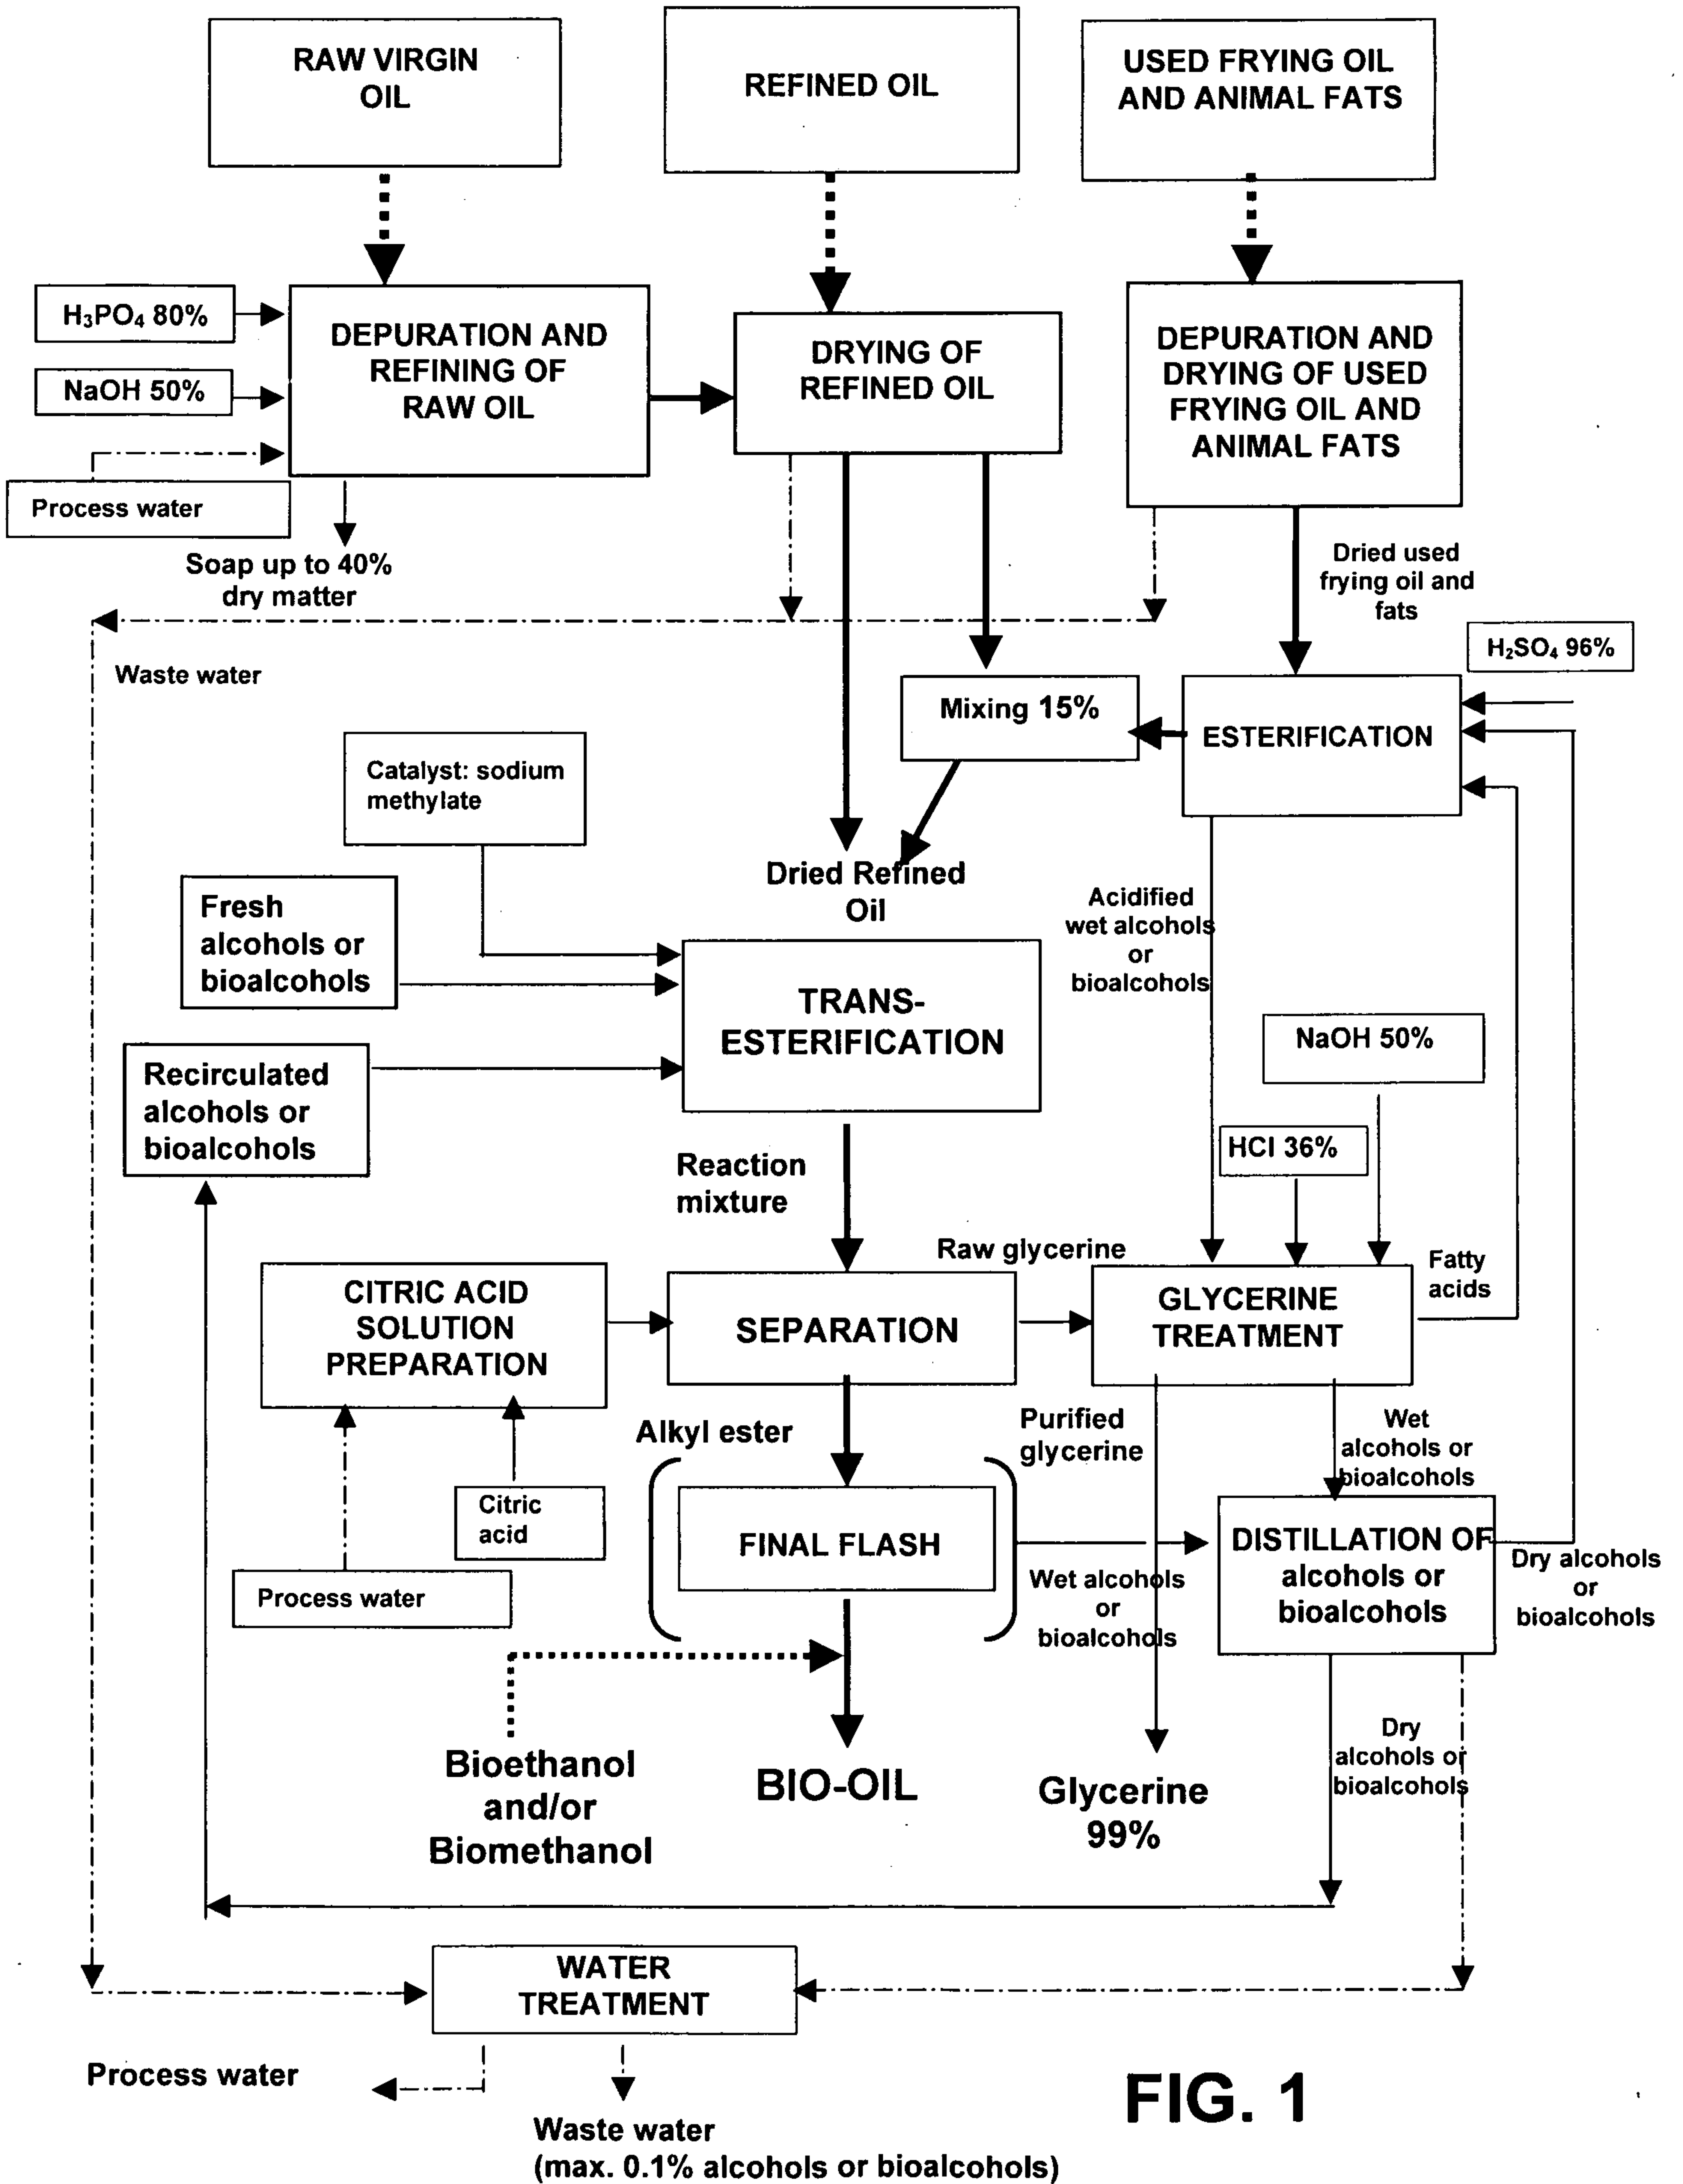 RAW VIRGIN
OIL
REFINED OIL
USED FRYING OIL
AND ANIMAL FATS
H₃PO₄ 80%
NaOH 50%
Process water
DEPURATION AND
REFINING OF
RAW OIL
DRYING OF
REFINED OIL
DEPURATION AND
DRYING OF USED
FRYING OIL AND
ANIMAL FATS
Soap up to 40%
dry matter
Dried used
frying oil and
fats
Waste water
H₂SO₄ 96%
Mixing 15%
ESTERIFICATION
Catalyst: sodium
methylate
Dried Refined
Oil
Fresh
alcohols or
bioalcohols
Acidified
wet alcohols
or
bioalcohols
TRANS-
ESTERIFICATION
NaOH 50%
Recirculated
alcohols or
bioalcohols
HCl 36%
Reaction
mixture
Raw glycerine
Fatty
acids
CITRIC ACID
SOLUTION
PREPARATION
SEPARATION
GLYCERINE
TREATMENT
Alkyl ester
Purified
glycerine
Wet
alcohols or
bioalcohols
Citric
acid
Process water
FINAL FLASH
Wet alcohols
or
bioalcohols
DISTILLATION OF
alcohols or
bioalcohols
Dry alcohols
or
bioalcohols
Bioethanol
and/or
Biomethanol
BIO-OIL
Glycerine
99%
Dry
alcohols or
bioalcohols
WATER
TREATMENT
Process water
Waste water
(max. 0.1% alcohols or bioalcohols)
FIG. 1